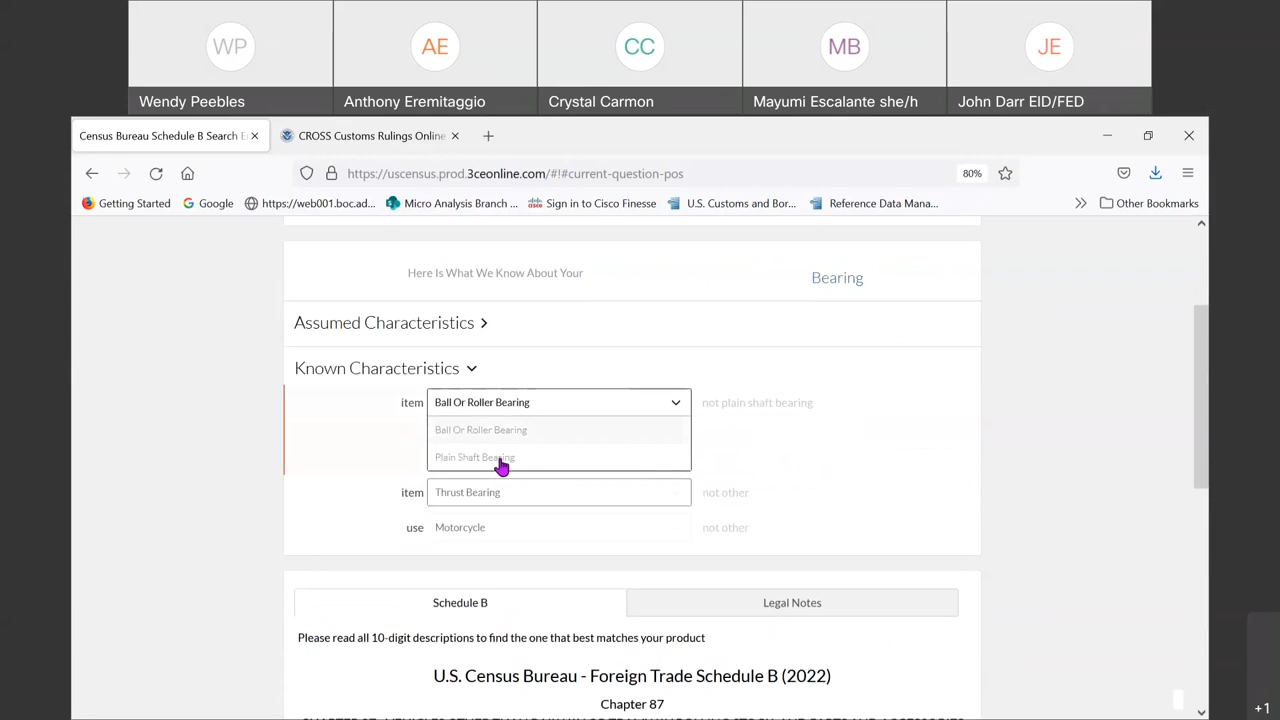 WP
AE
CC
MB
JE
Wendy Peebles
Anthony Eremitaggio
Crystal Carmon
Mayumi Escalante she/h
John Darr EID/FED
Census Bureau Schedule B Search E
CROSS Customs Rulings Online
https://uscensus.prod.3ceonline.com/#!#current-question-pos
80%
Getting Started
Google
https://web001.boc.ad...
Micro Analysis Branch ...
Sign in to Cisco Finesse
U.S. Customs and Bor...
Reference Data Mana...
Other Bookmarks
Here Is What We Know About Your
Bearing
Assumed Characteristics
Known Characteristics
item Ball Or Roller Bearing not plain shaft bearing
Ball Or Roller Bearing
Plain Shaft Bearing
item Thrust Bearing not other
use Motorcycle not other
Schedule B
Legal Notes
Please read all 10-digit descriptions to find the one that best matches your product
U.S. Census Bureau - Foreign Trade Schedule B (2022)
Chapter 87
+1